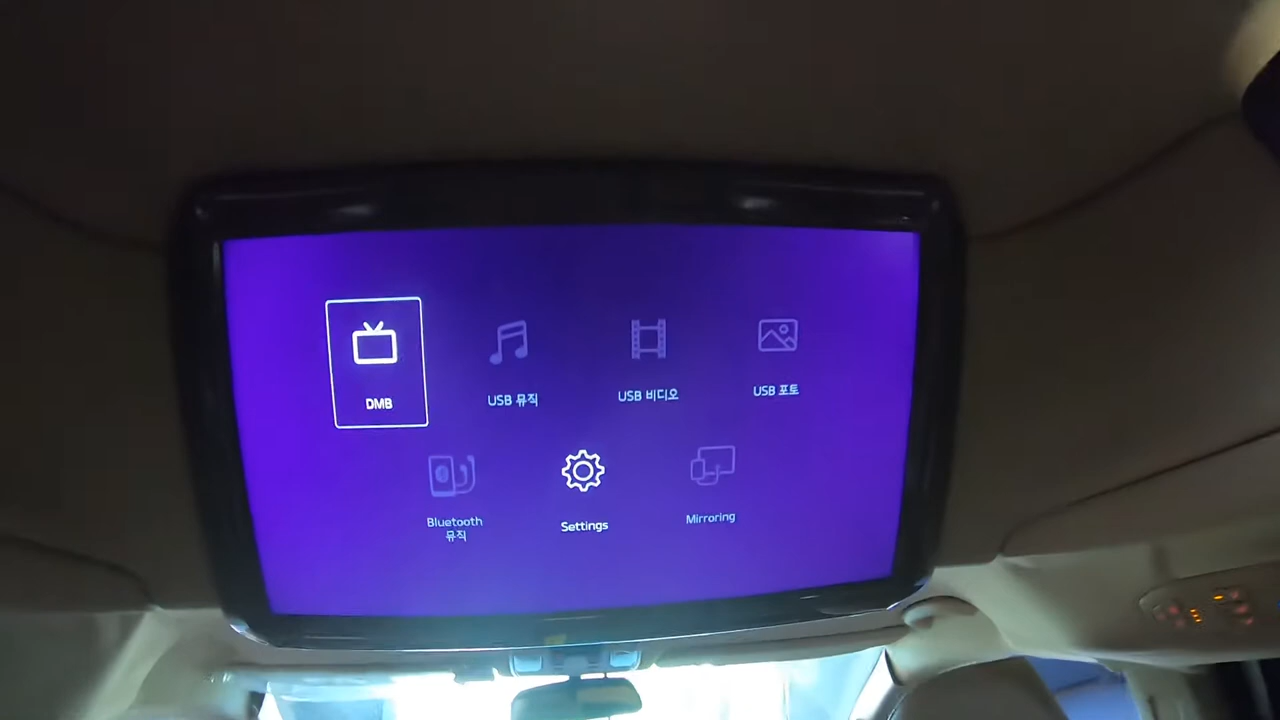 DMB
USB 뮤직
USB 비디오
USB 포토
Bluetooth
뮤직
Settings
Mirroring